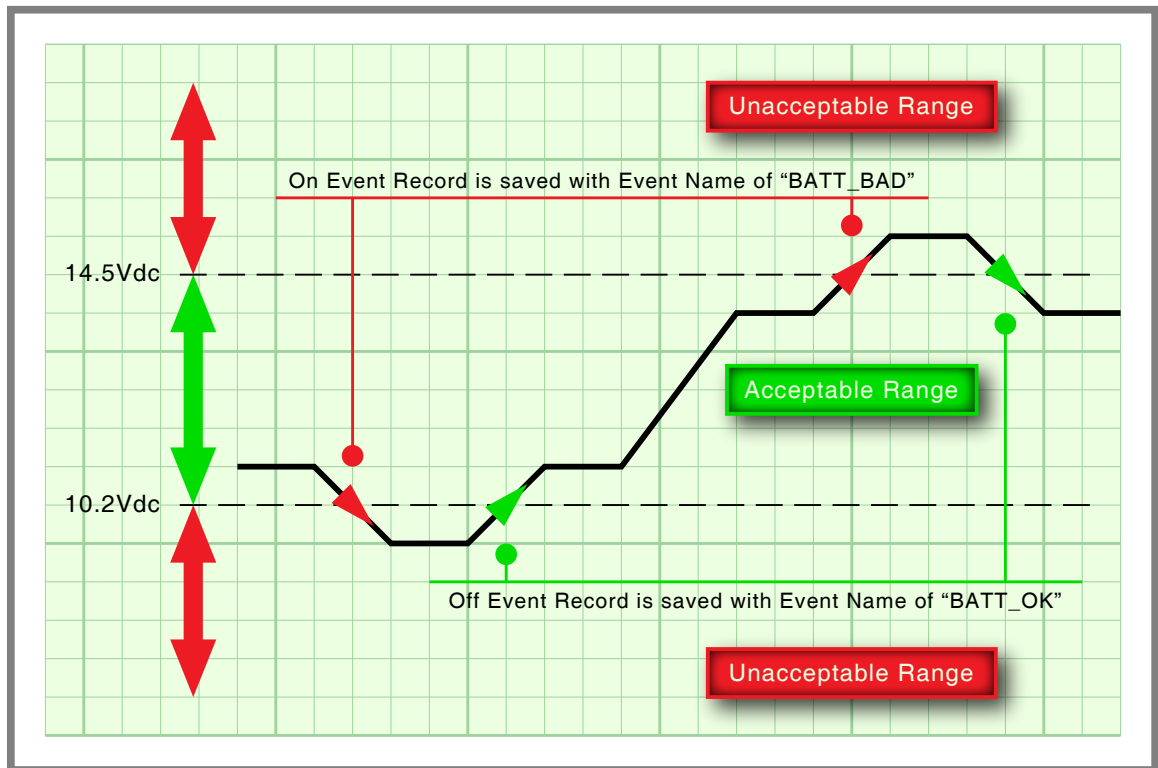 Unacceptable Range
On Event Record is saved with Event Name of “BATT_BAD”
14.5Vdc
Acceptable Range
10.2Vdc
Off Event Record is saved with Event Name of “BATT_OK”
Unacceptable Range